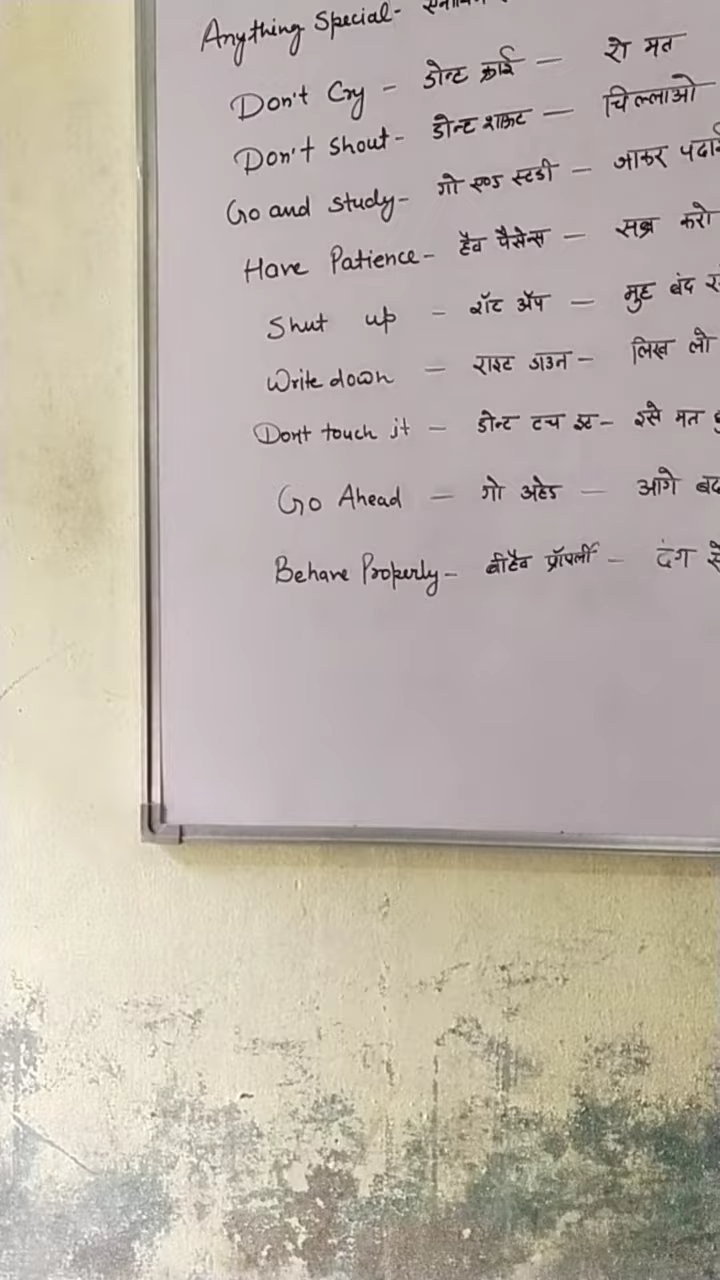 Anything Special-
Don't Cry - डोन्ट क्राई - रो मत
Don't Shout - डोन्ट शाऊट - चिल्लाओ
Go and study - गो एण्ड स्टडी - जाकर
Have Patience - हैव पैसेन्स - सब्र करो
Shut up - शॅट अॅप - मुह बंद
Write down - राइट डाउन - लिख लो
Dont touch it - डोन्ट टच इट - इसे मत
Go Ahead - गो अहेड - आगे
Behave Properly - बीहैव प्रॉपर्ली - ढंग से